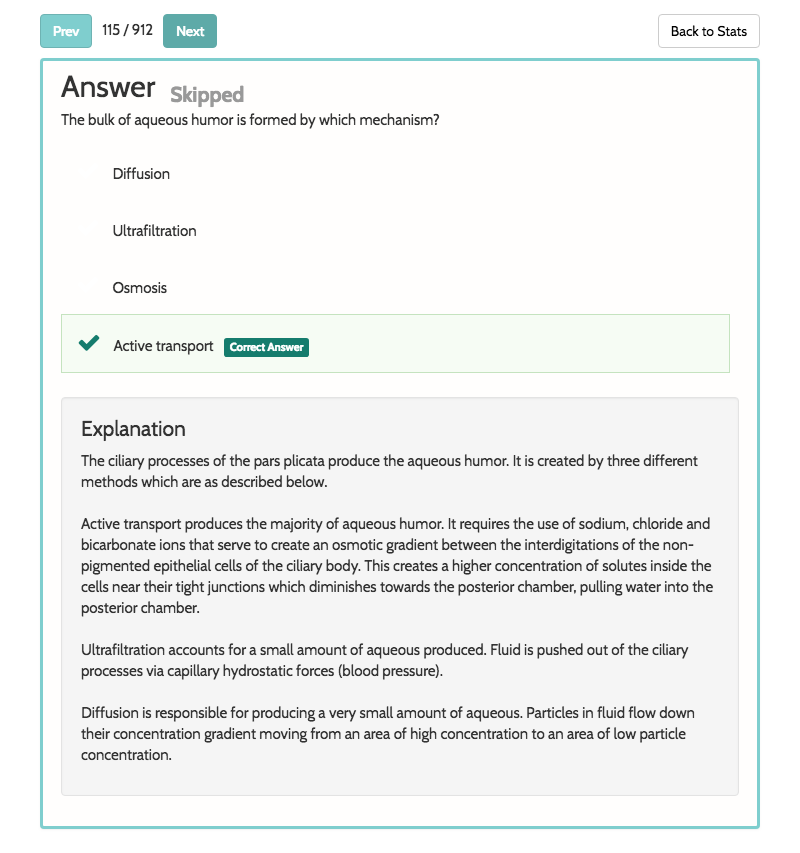 Prev 115 / 912 Next Back to Stats
Answer Skipped
The bulk of aqueous humor is formed by which mechanism?
Diffusion
Ultrafiltration
Osmosis
Active transport Correct Answer
Explanation
The ciliary processes of the pars plicata produce the aqueous humor. It is created by three different
methods which are as described below.
Active transport produces the majority of aqueous humor. It requires the use of sodium, chloride and
bicarbonate ions that serve to create an osmotic gradient between the interdigitations of the non-
pigmented epithelial cells of the ciliary body. This creates a higher concentration of solutes inside the
cells near their tight junctions which diminishes towards the posterior chamber, pulling water into the
posterior chamber.
Ultrafiltration accounts for a small amount of aqueous produced. Fluid is pushed out of the ciliary
processes via capillary hydrostatic forces (blood pressure).
Diffusion is responsible for producing a very small amount of aqueous. Particles in fluid flow down
their concentration gradient moving from an area of high concentration to an area of low particle
concentration.